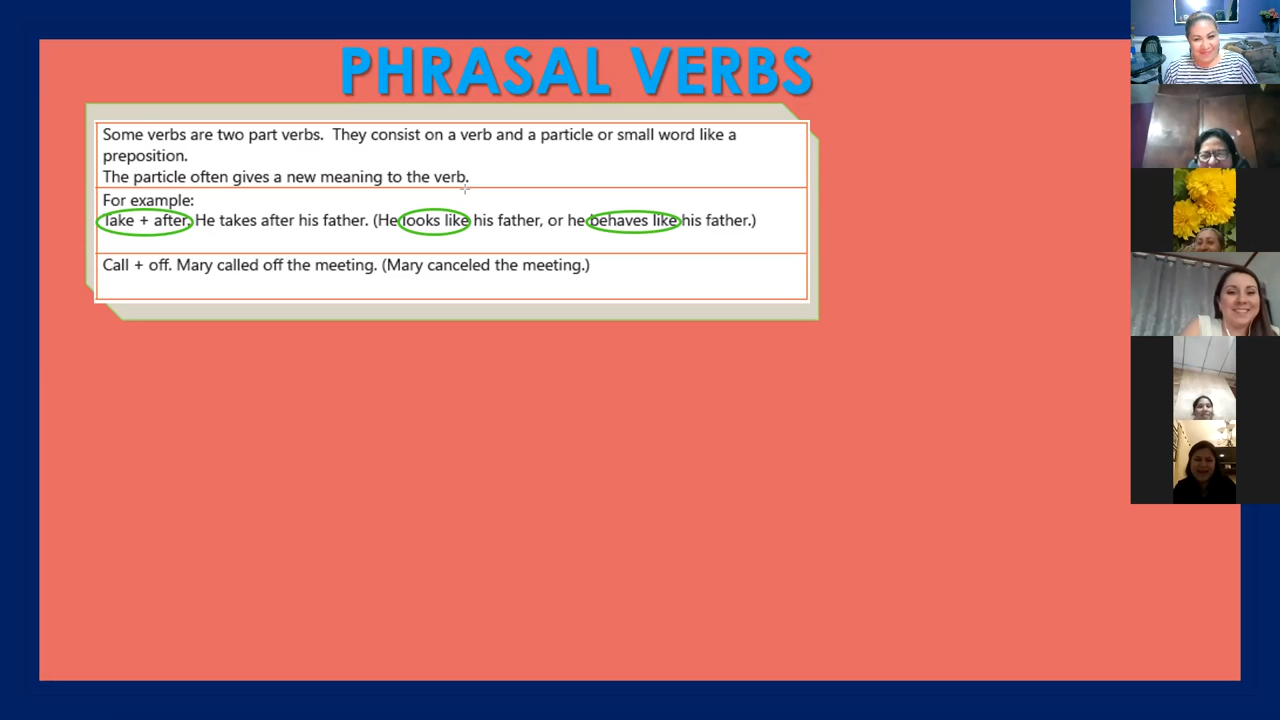 PHRASAL VERBS
Some verbs are two part verbs. They consist on a verb and a particle or small word like a
preposition.
The particle often gives a new meaning to the verb.
For example:
Take + after. He takes after his father. (He looks like his father, or he behaves like his father.)
Call + off. Mary called off the meeting. (Mary canceled the meeting.)